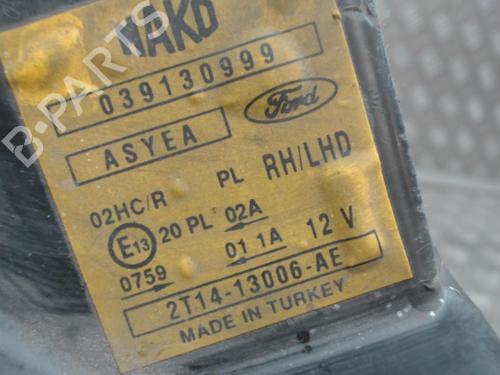 NAKD
039130999
ASYEA
Ford
02HC/R PL RH/LHD
E13 20 PL 02A
0759 01 1A 12 V
2T14-13006-AE
MADE IN TURKEY
B-PARTS